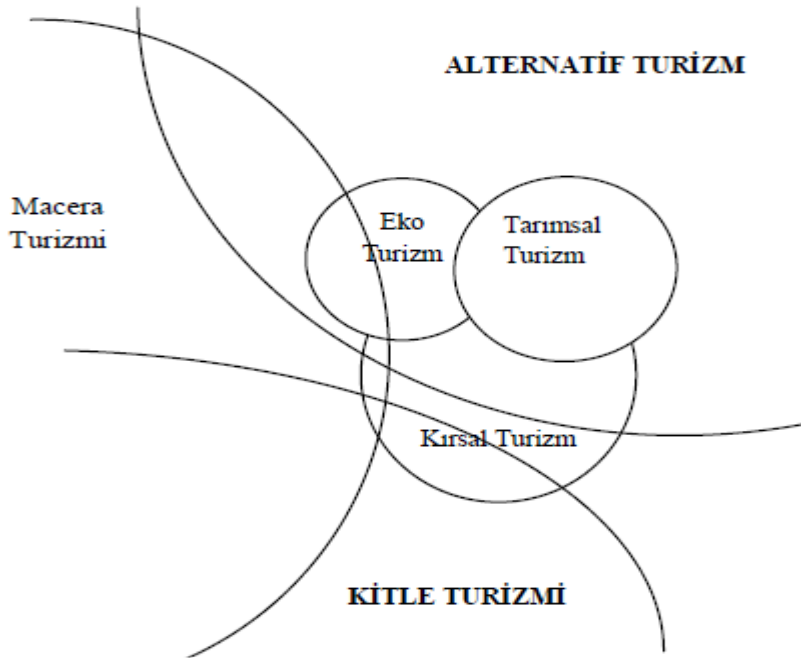 ALTERNATİF TURİZM
Macera
Turizmi
Eko
Turizm
Tarımsal
Turizm
Kırsal Turizm
KİTLE TURİZMİ